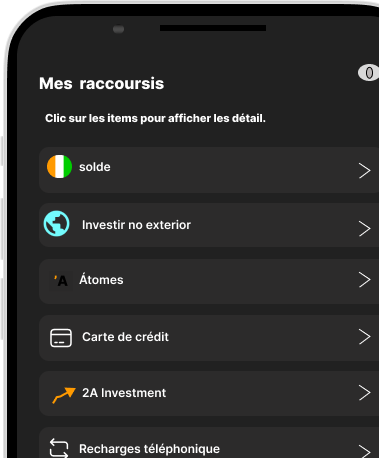 Mes raccoursis
Clic sur les items pour afficher les détail.
solde
Investir no exterior
'A Átomes
Carte de crédit
2A Investment
Recharges téléphonique